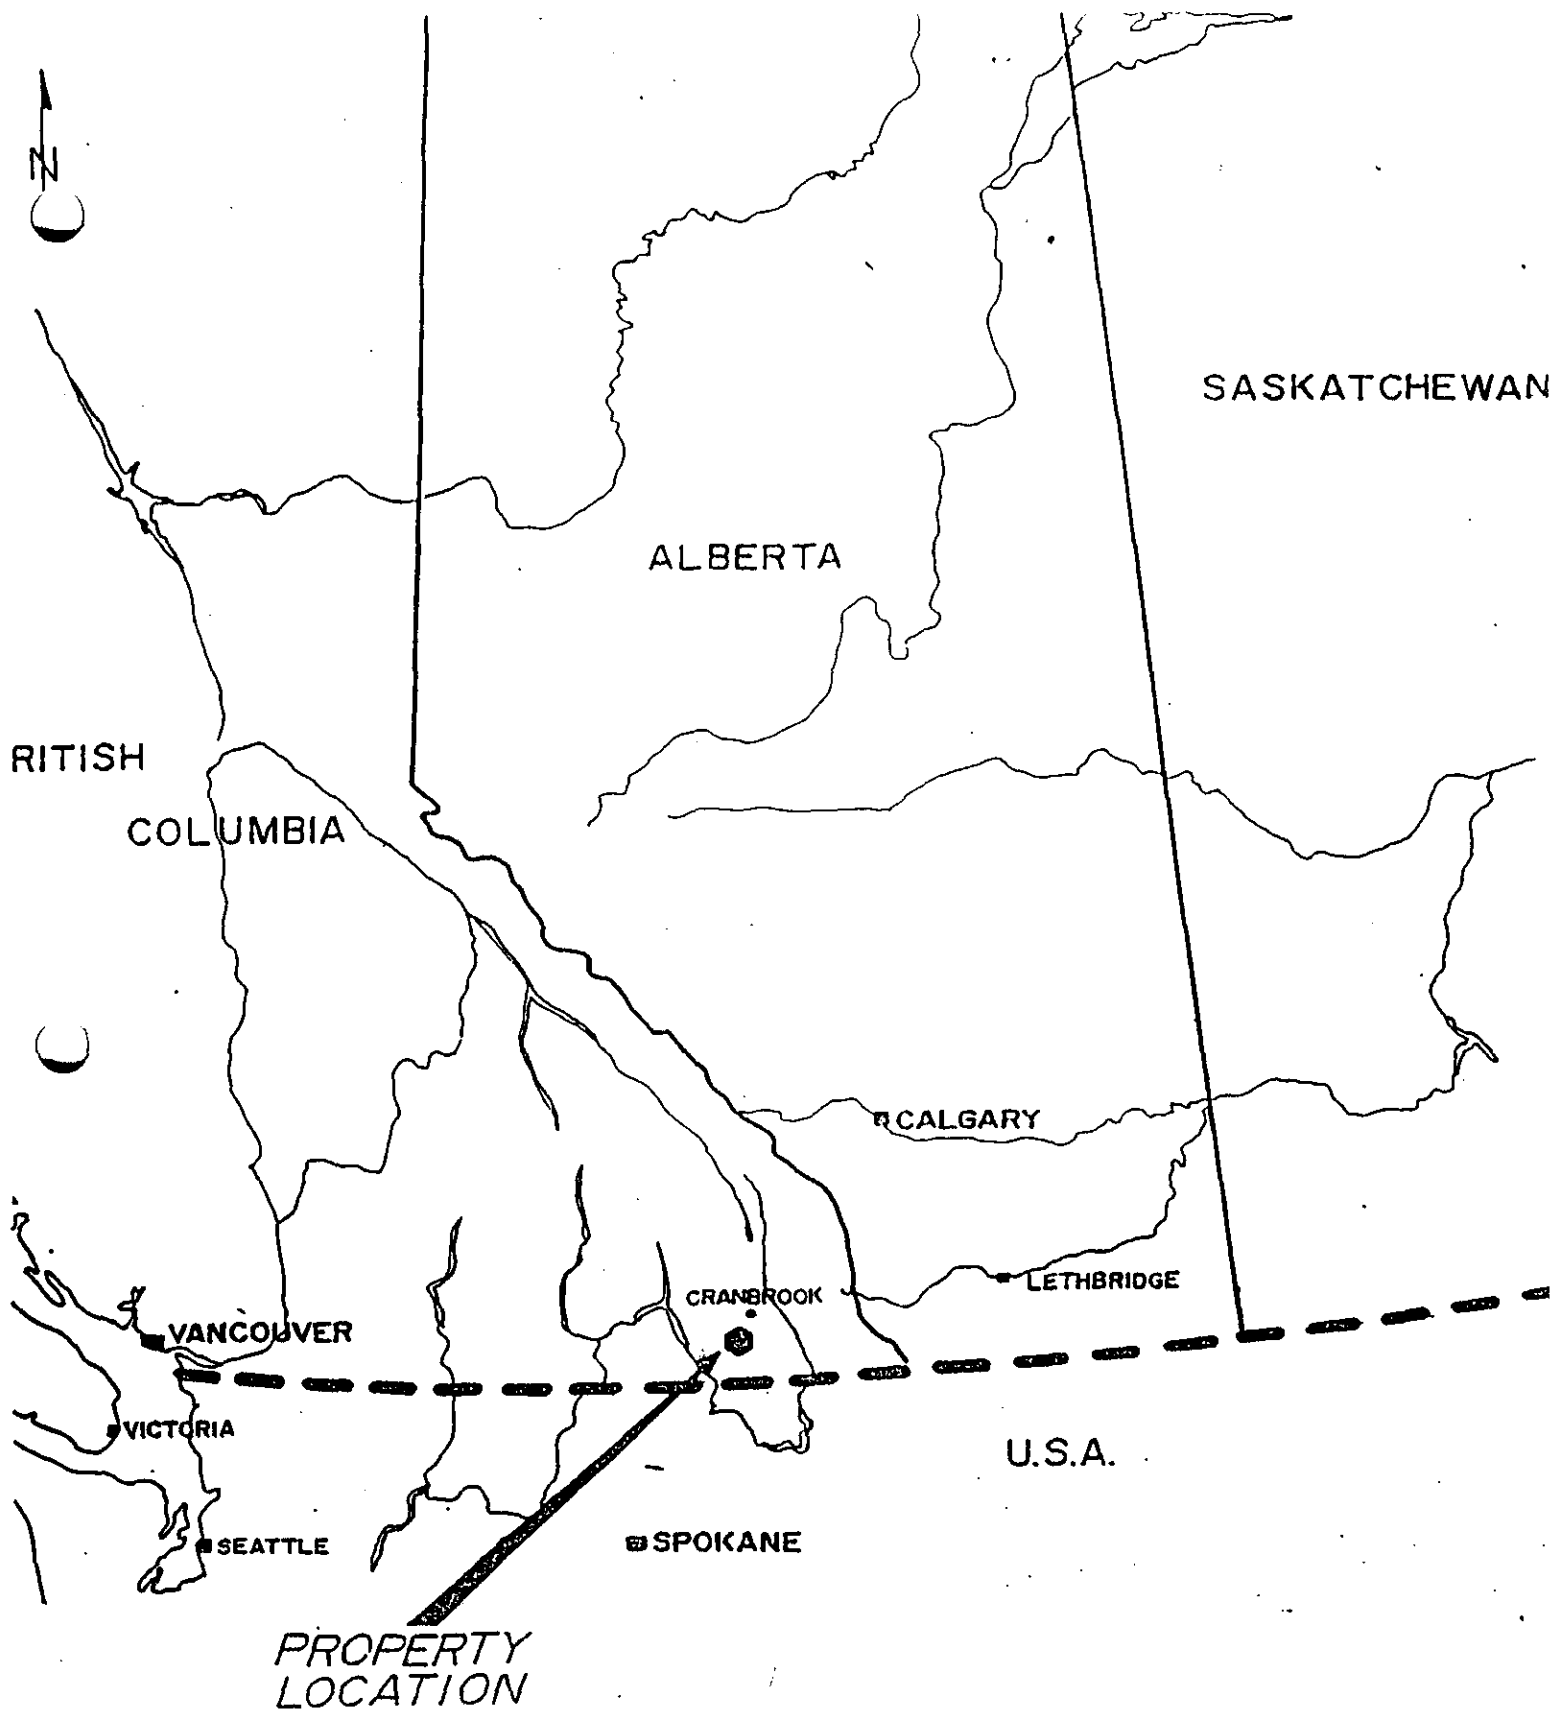 N
SASKATCHEWAN
ALBERTA
RITISH
COLUMBIA
CALGARY
LETHBRIDGE
CRANBROOK
VANCOUVER
VICTORIA
U.S.A.
SEATTLE
SPOKANE
PROPERTY
LOCATION